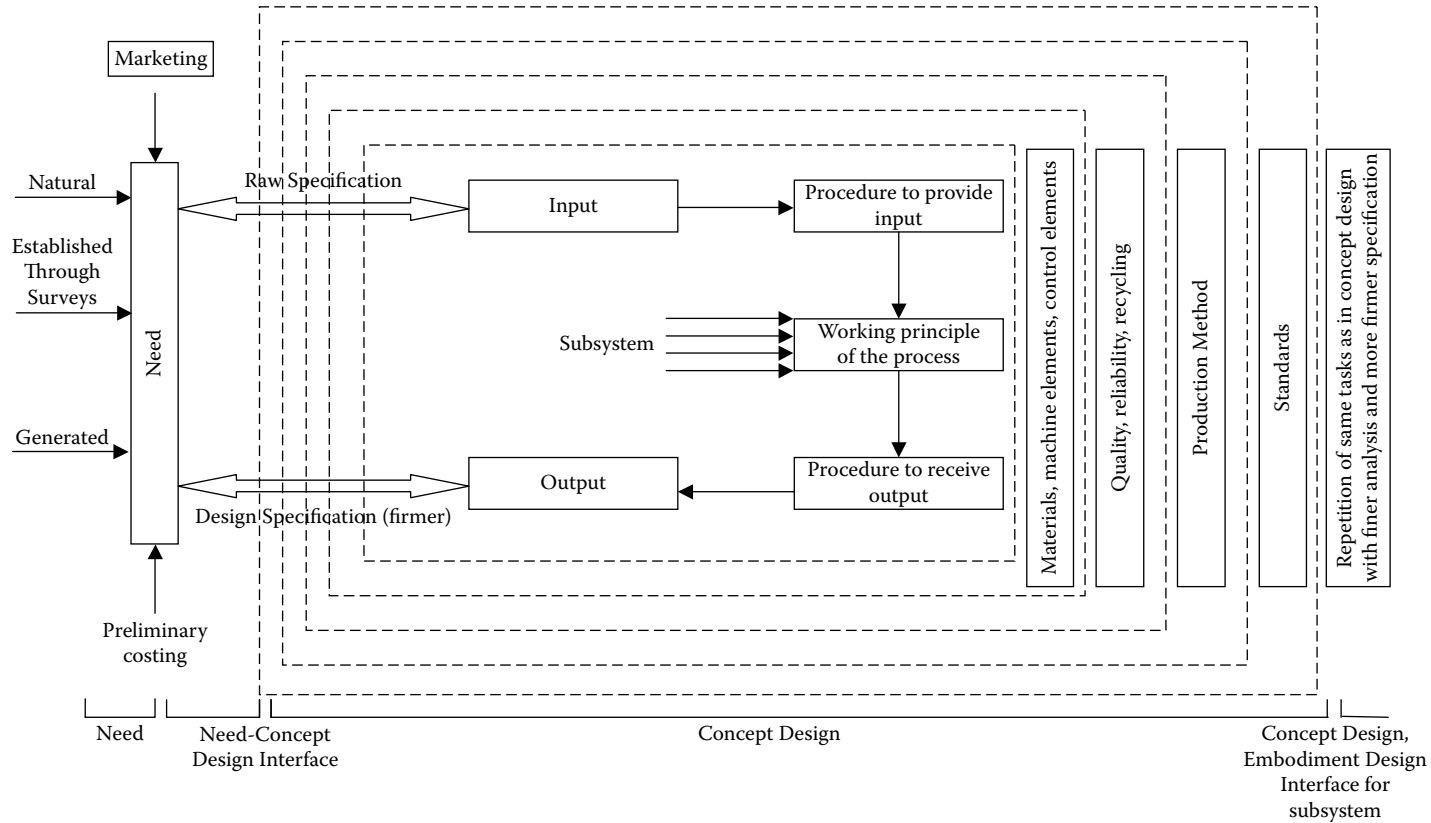 Marketing
Natural
Established
Through
Surveys
Generated
Need
Preliminary
costing
Raw Specification
Design Specification (firmer)
Input
Procedure to provide
input
Subsystem
Working principle
of the process
Output
Procedure to receive
output
Materials, machine elements, control elements
Quality, reliability, recycling
Production Method
Standards
Repetition of same tasks as in concept design
with finer analysis and more firmer specification
Need
Need-Concept
Design Interface
Concept Design
Concept Design,
Embodiment Design
Interface for
subsystem